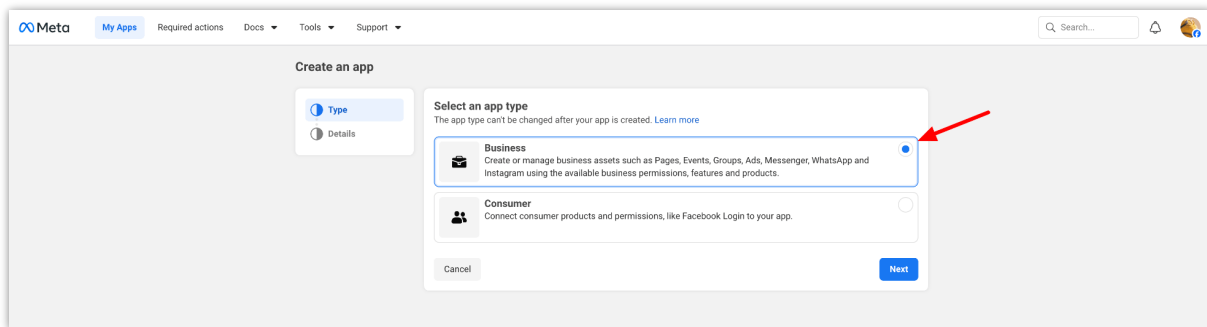 Meta My Apps Required actions Docs Tools Support Search...
Create an app
Type
Details
Select an app type
The app type can't be changed after your app is created. Learn more
Business
Create or manage business assets such as Pages, Events, Groups, Ads, Messenger, WhatsApp and
Instagram using the available business permissions, features and products.
Consumer
Connect consumer products and permissions, like Facebook Login to your app.
Cancel Next